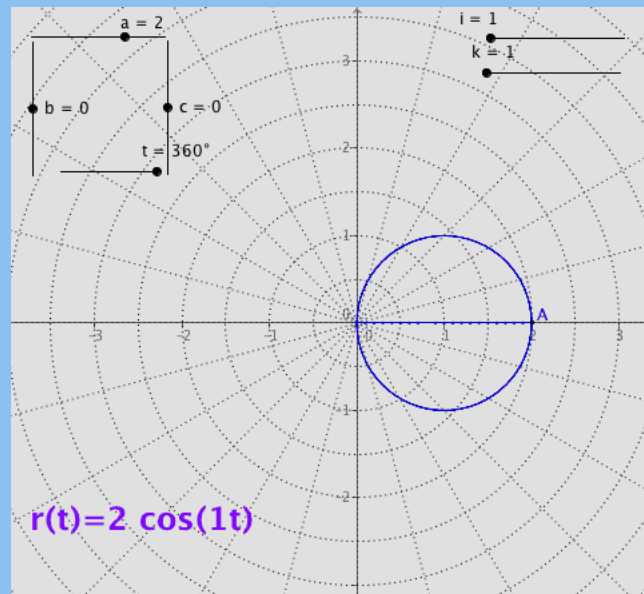 a = 2
i = 1
k = 1
b = 0
c = 0
t = 360°
3
2
1
0
A
-3
-2
-1
0
1
2
3
-1
-2
r(t)=2 cos(1t)